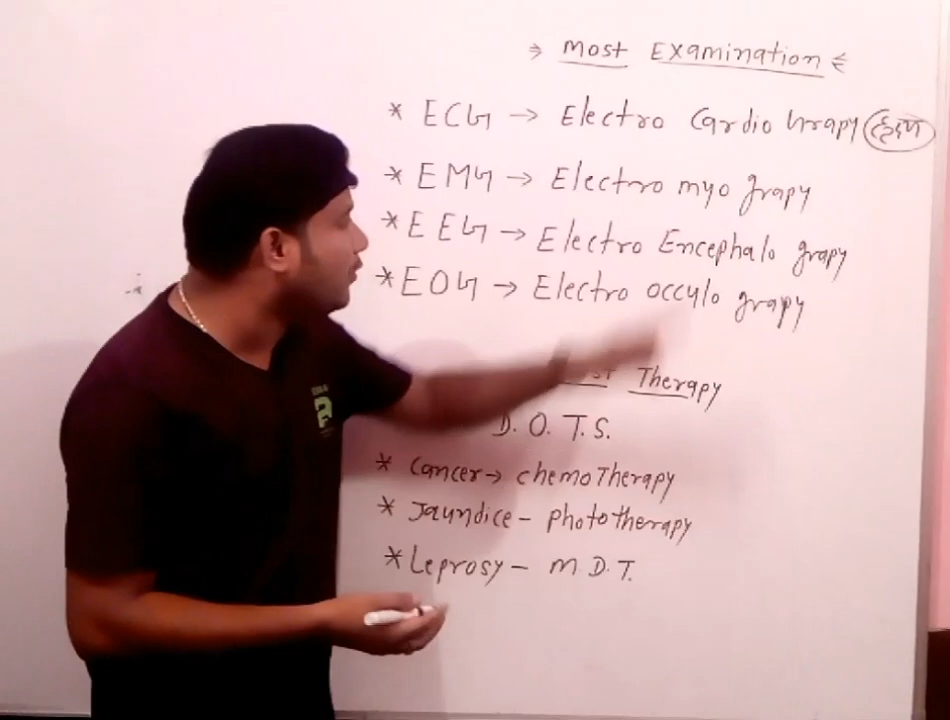 → Most Examination ←
* ECG → Electro Cardio Grapy हृदय
* EMG → Electro myo grapy
* EEG → Electro Encephalo grapy
* EOG → Electro occulo grapy
Therapy
D.O.T.S.
* Cancer → chemoTherapy
* Jaundice - phototherapy
* Leprosy - M.D.T.